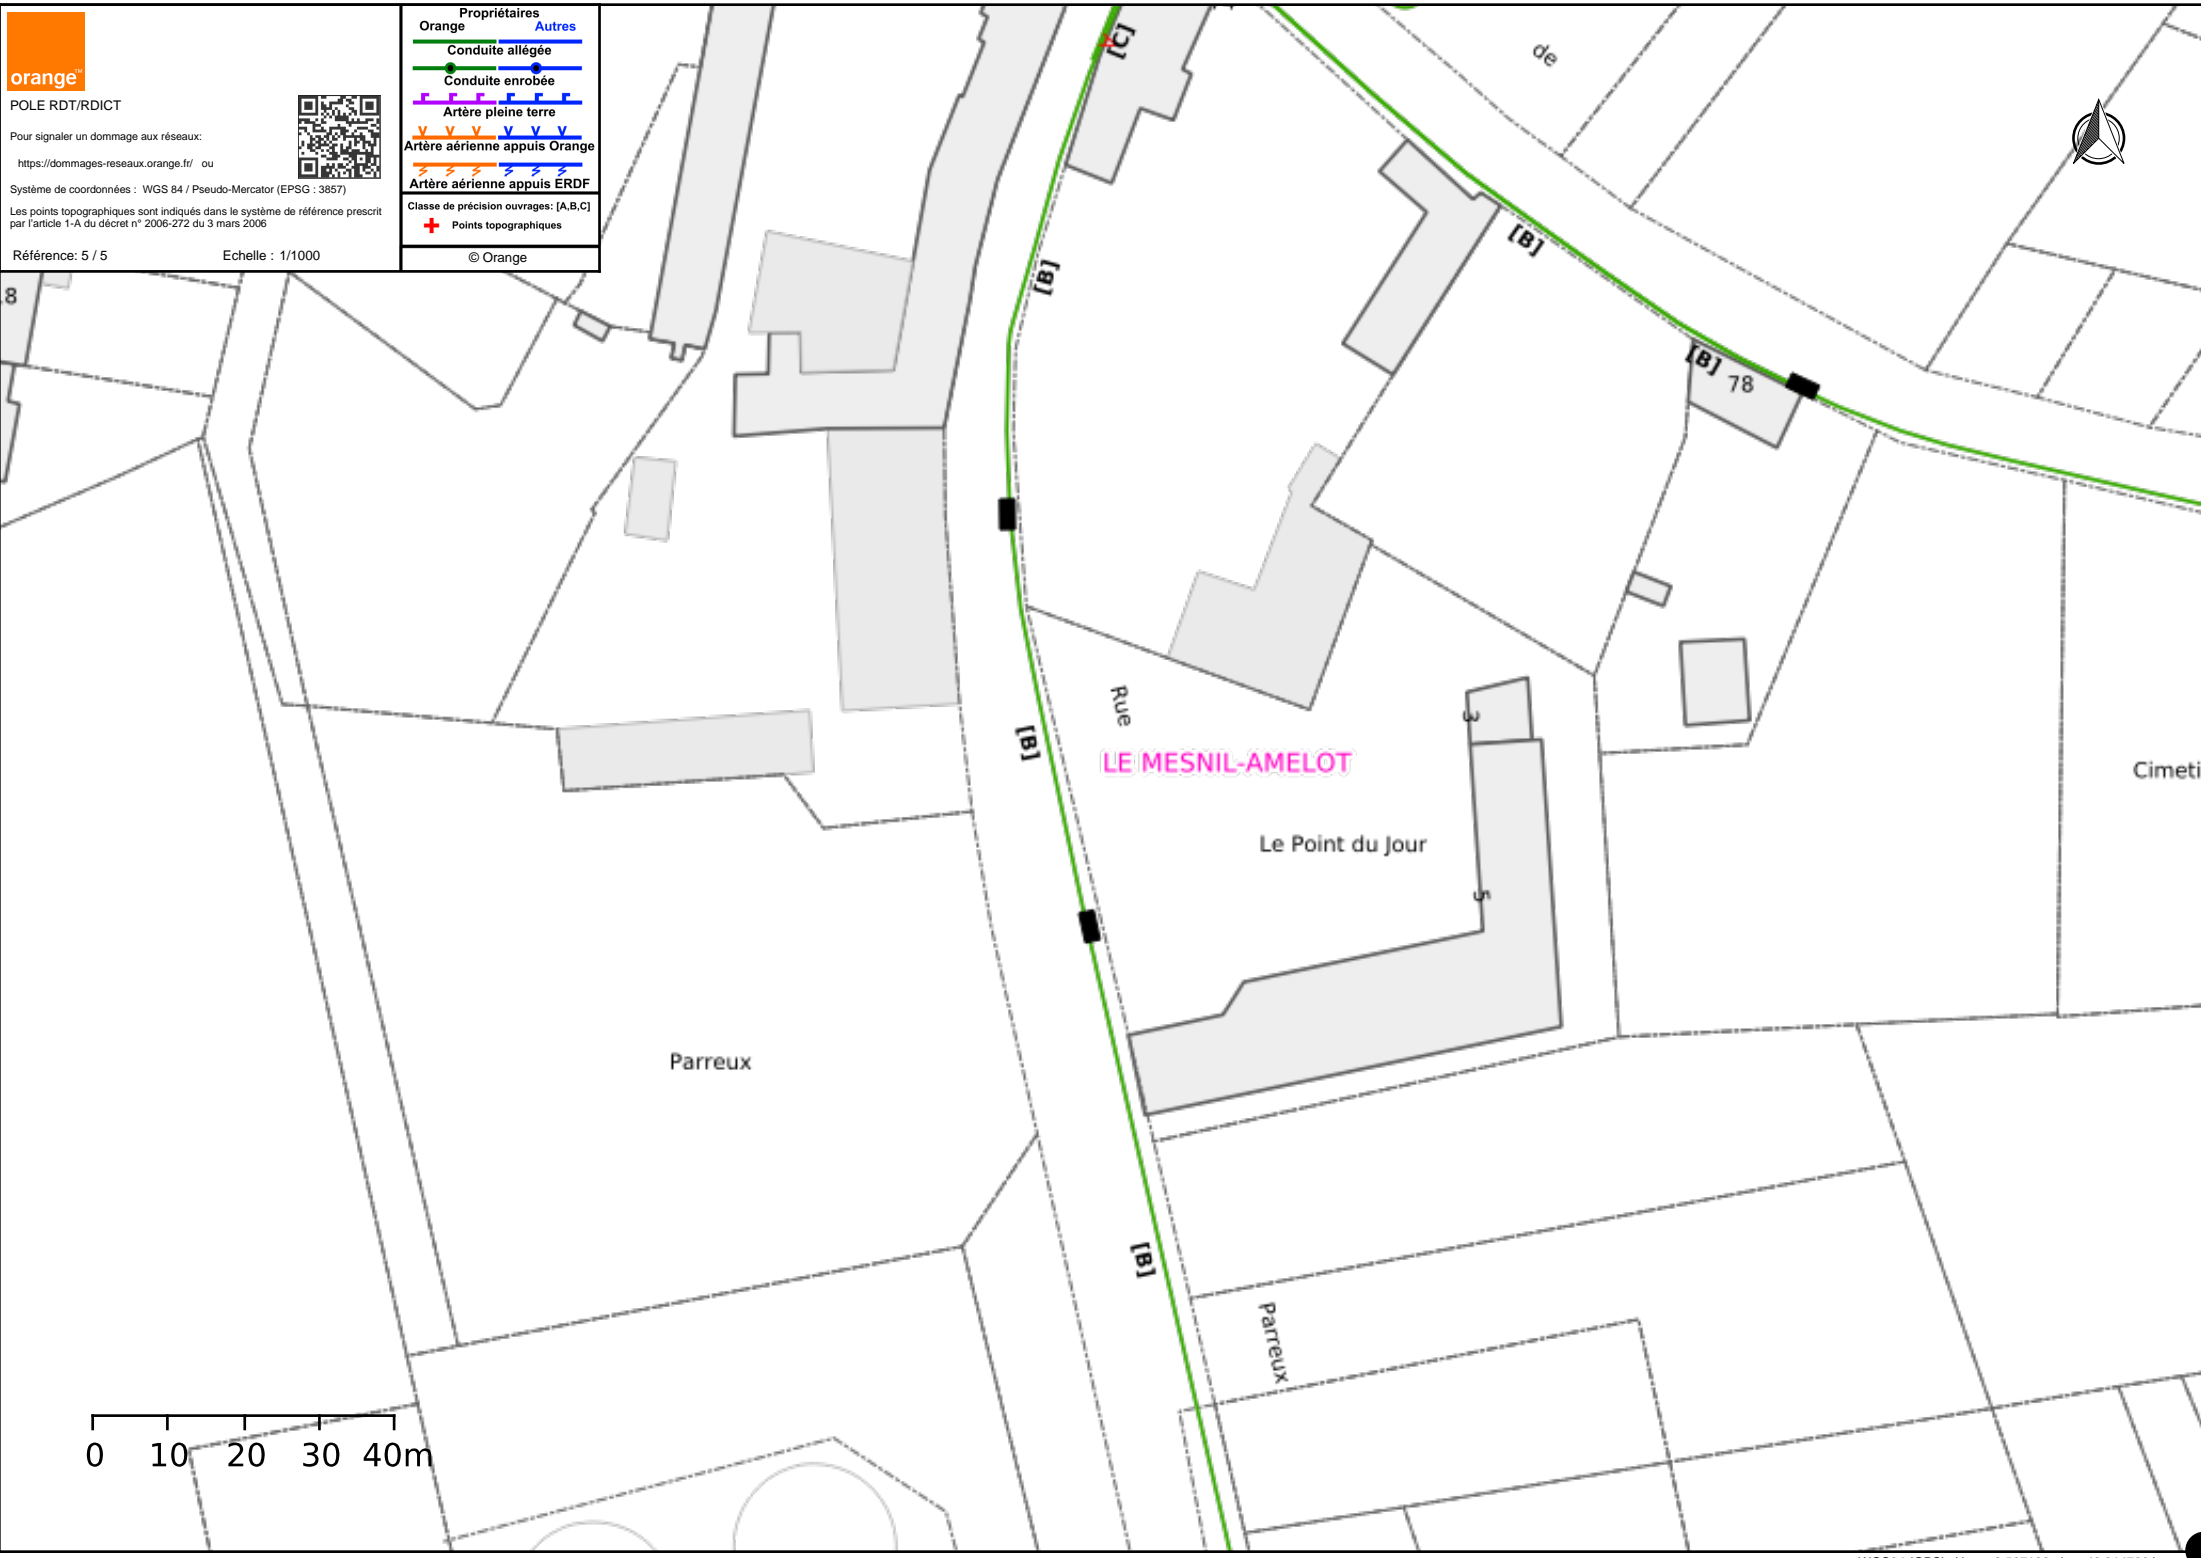 orange™
POLE RDT/RDICT
Pour signaler un dommage aux réseaux:
https://dommages-reseaux.orange.fr/ ou
Système de coordonnées : WGS 84 / Pseudo-Mercator (EPSG : 3857)
Les points topographiques sont indiqués dans le système de référence prescrit
par l'article 1-A du décret n° 2006-272 du 3 mars 2006
Référence: 5 / 5
Echelle : 1/1000
Propriétaires
Orange
Autres
Conduite allégée
Conduite enrobée
Artère pleine terre
Artère aérienne appuis Orange
Artère aérienne appuis ERDF
Classe de précision ouvrages: [A,B,C]
Points topographiques
© Orange
[C]
de
[B]
[B]
8
[B]
78
Rue
3
[B]
LE MESNIL-AMELOT
Cimeti
Le Point du Jour
5
Parreux
[B]
Parreux
0 10 20 30 40m